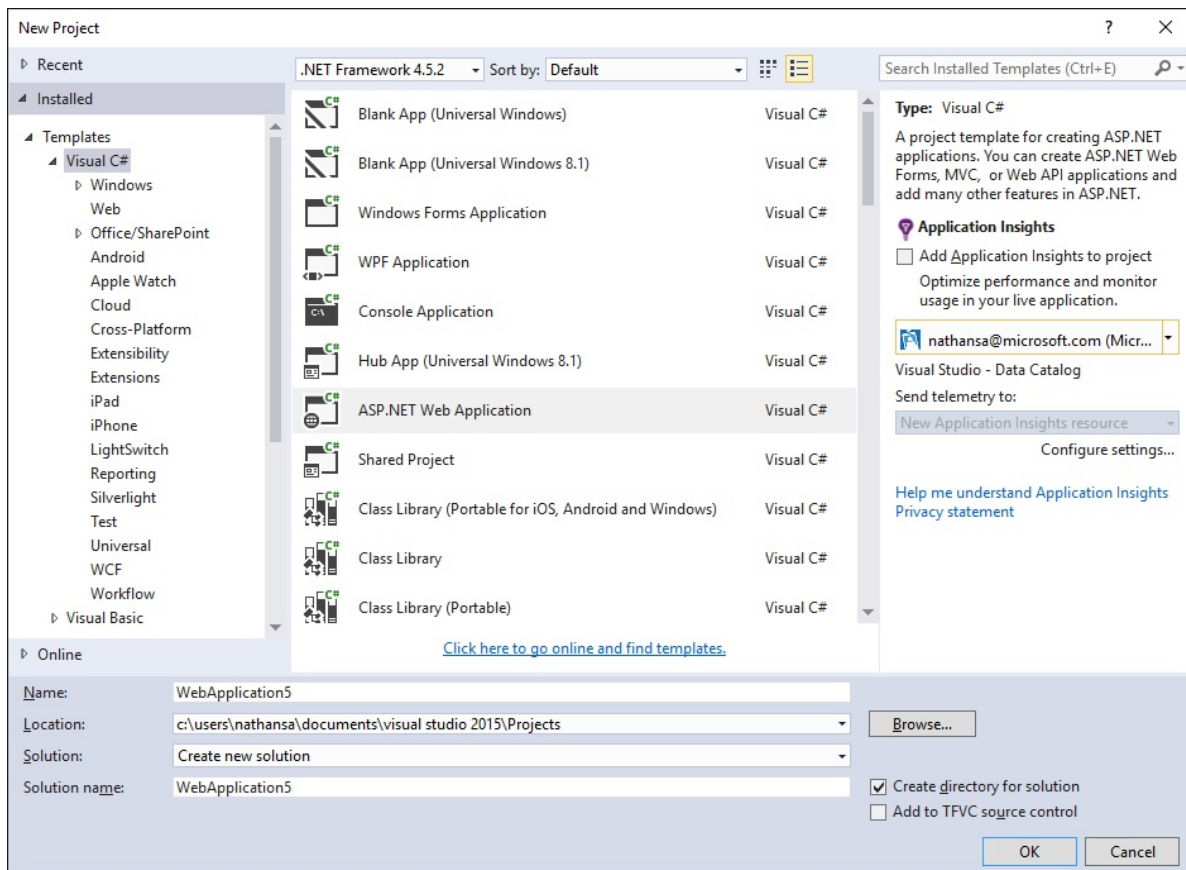 New Project
?
Recent
Installed
Templates
Visual C#
Windows
Web
Office/SharePoint
Android
Apple Watch
Cloud
Cross-Platform
Extensibility
Extensions
iPad
iPhone
LightSwitch
Reporting
Silverlight
Test
Universal
WCF
Workflow
Visual Basic
Online
.NET Framework 4.5.2 Sort by: Default
C# Blank App (Universal Windows) Visual C#
C# Blank App (Universal Windows 8.1) Visual C#
C# Windows Forms Application Visual C#
C# WPF Application Visual C#
C# C:\ Console Application Visual C#
C# Hub App (Universal Windows 8.1) Visual C#
C# ASP.NET Web Application Visual C#
C# Shared Project Visual C#
C# Class Library (Portable for iOS, Android and Windows) Visual C#
C# Class Library Visual C#
C# Class Library (Portable) Visual C#
Click here to go online and find templates.
Search Installed Templates (Ctrl+E)
Type: Visual C#
A project template for creating ASP.NET
applications. You can create ASP.NET Web
Forms, MVC, or Web API applications and
add many other features in ASP.NET.
Application Insights
Add Application Insights to project
Optimize performance and monitor
usage in your live application.
nathansa@microsoft.com (Micr...
Visual Studio - Data Catalog
Send telemetry to:
New Application Insights resource
Configure settings...
Help me understand Application Insights
Privacy statement
Name: WebApplication5
Location: c:\users\nathansa\documents\visual studio 2015\Projects Browse...
Solution: Create new solution
Solution name: WebApplication5
Create directory for solution
Add to TFVC source control
OK Cancel